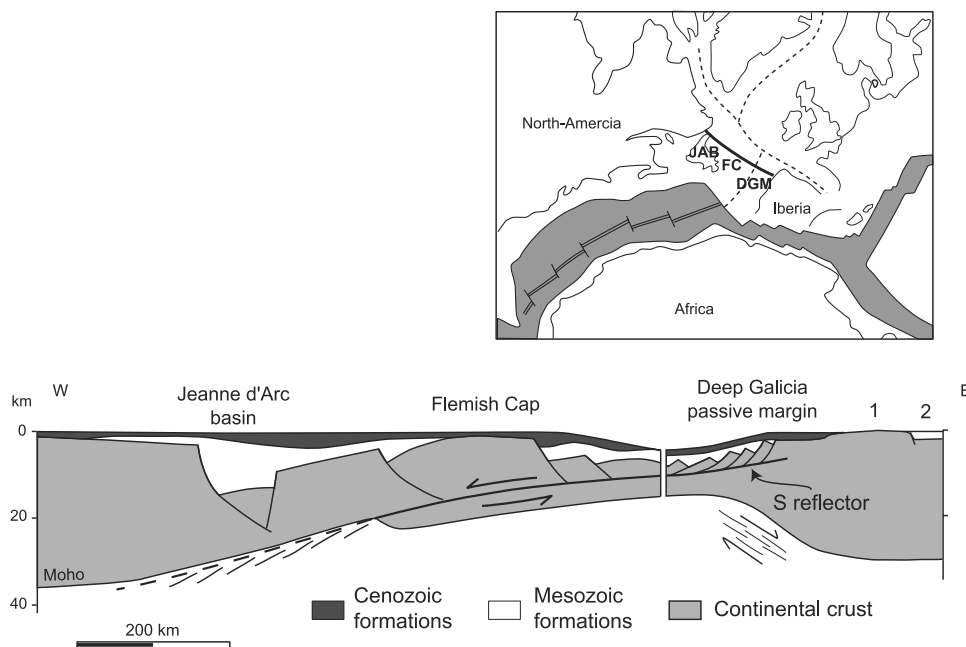 North-Amercia
JAB
FC
DGM
Iberia
Africa
W
E
km
Jeanne d'Arc
basin
Flemish Cap
Deep Galicia
passive margin
1
2
0
20
40
S reflector
Moho
Cenozoic
formations
Mesozoic
formations
Continental crust
200 km